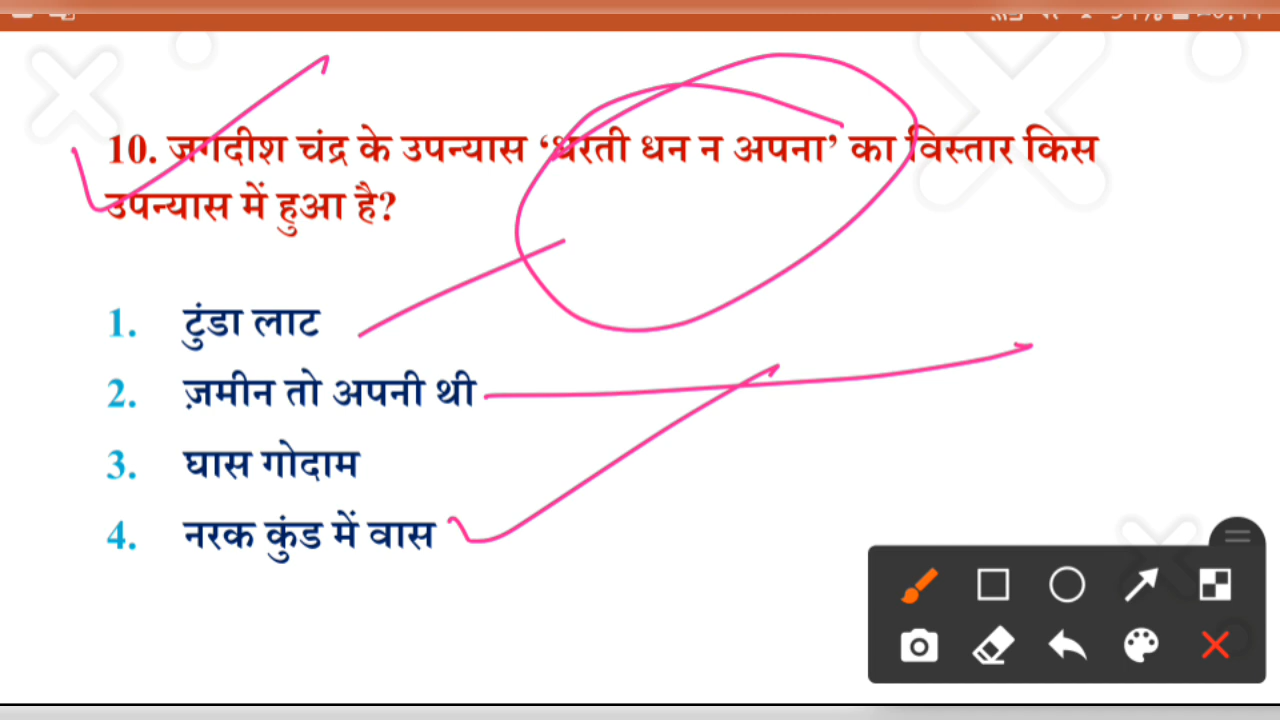 10. जगदीश चंद्र के उपन्यास ‘धरती धन न अपना’ का विस्तार किस
उपन्यास में हुआ है?
1. टुंडा लाट
2. ज़मीन तो अपनी थी
3. घास गोदाम
4. नरक कुंड में वास